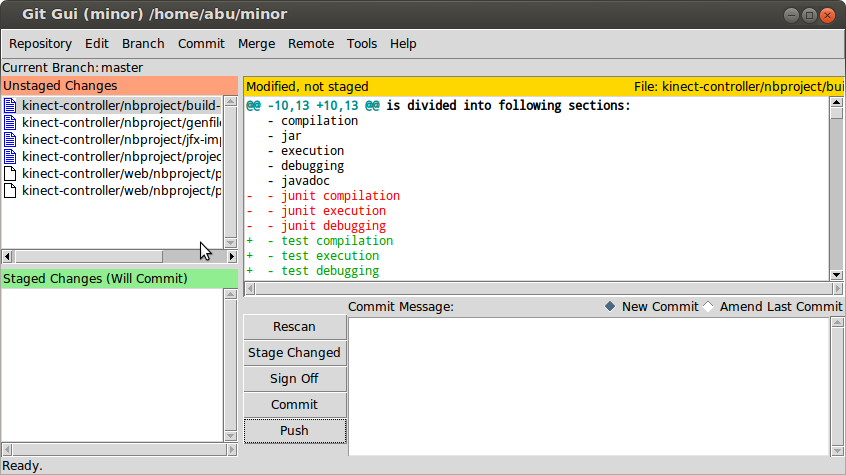 Git Gui (minor) /home/abu/minor
Repository Edit Branch Commit Merge Remote Tools Help
Current Branch: master
Unstaged Changes
kinect-controller/nbproject/build-
kinect-controller/nbproject/genfile
kinect-controller/nbproject/jfx-imp
kinect-controller/nbproject/projec
kinect-controller/web/nbproject/p
kinect-controller/web/nbproject/p
Staged Changes (Will Commit)
Modified, not staged File: kinect-controller/nbproject/bui
@@ -10,13 +10,13 @@ is divided into following sections:
- compilation
- jar
- execution
- debugging
- javadoc
- - junit compilation
- - junit execution
- - junit debugging
+ - test compilation
+ - test execution
+ - test debugging
Commit Message: New Commit Amend Last Commit
Rescan
Stage Changed
Sign Off
Commit
Push
Ready.